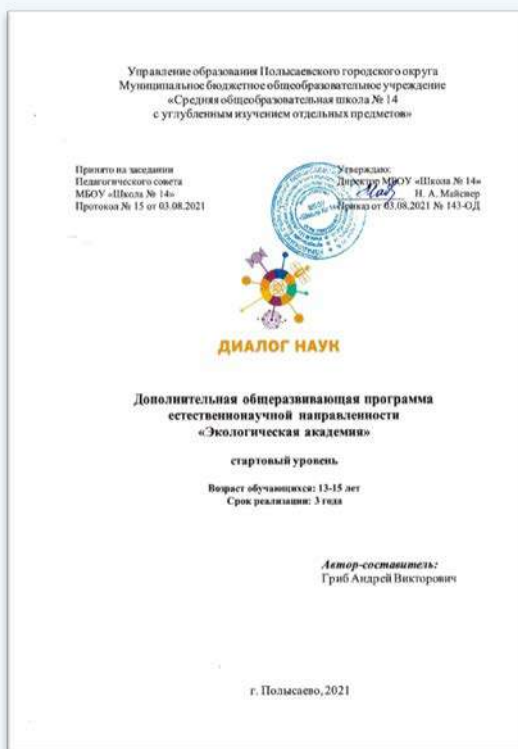 Управление образования Полысаевского городского округа
Муниципальное бюджетное общеобразовательное учреждение
«Средняя общеобразовательная школа № 14
с углубленным изучением отдельных предметов»
Принято на заседании
Педагогического совета
МБОУ «Школа № 14»
Протокол № 15 от 03.08.2021
Утверждаю:
Директор МБОУ «Школа № 14»
Н. А. Майснер
Приказ от 03.08.2021 № 143-ОД
ДИАЛОГ НАУК
Дополнительная общеразвивающая программа
естественнонаучной направленности
«Экологическая академия»
стартовый уровень
Возраст обучающихся: 13-15 лет
Срок реализации: 3 года
Автор-составитель:
Гриб Андрей Викторович
г. Полысаево, 2021